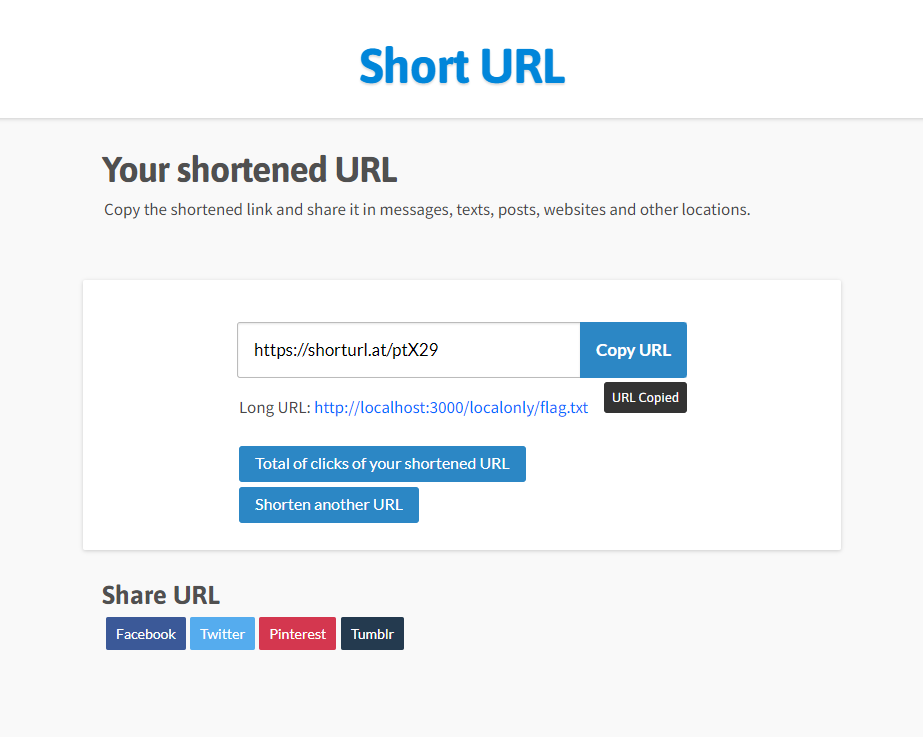 Short URL
Your shortened URL
Copy the shortened link and share it in messages, texts, posts, websites and other locations.
https://shorturl.at/ptX29 Copy URL
Long URL: http://localhost:3000/localonly/flag.txt URL Copied
Total of clicks of your shortened URL
Shorten another URL
Share URL
Facebook Twitter Pinterest Tumblr